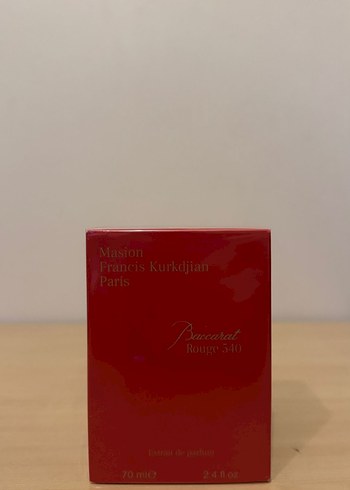 Masion
Francis Kurkdjian
Paris
Baccarat
Rouge 540
Extrait de parfum
70 ml℮ 2.4 fl oz